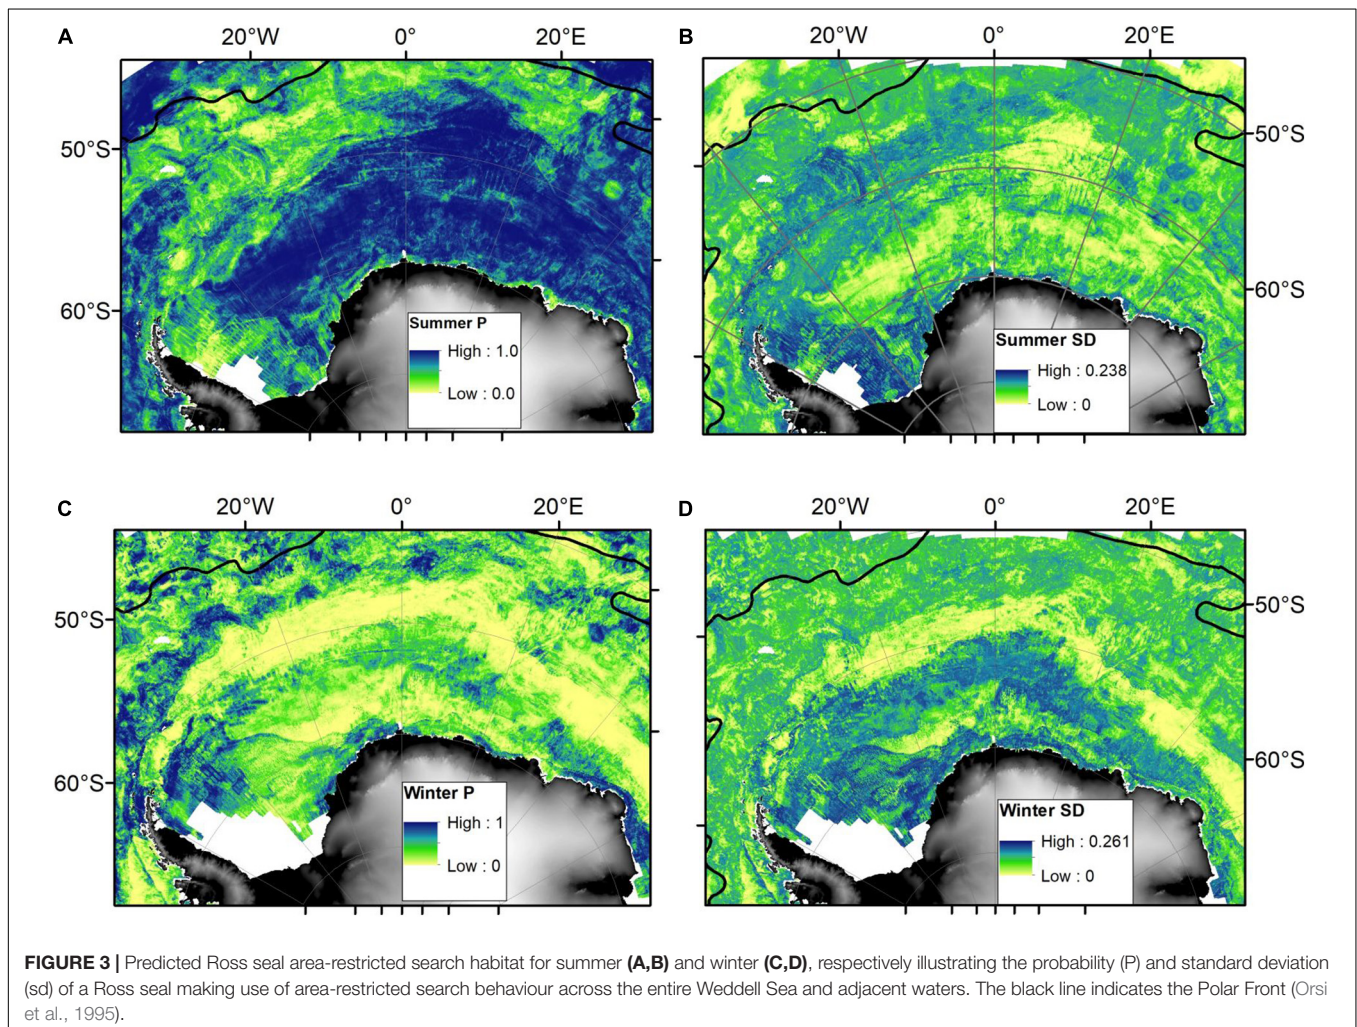 A
20°W 0° 20°E
50°S
60°S
Summer P
High : 1.0
Low : 0.0
B
20°W 0° 20°E
50°S
60°S
Summer SD
High : 0.238
Low : 0
C
20°W 0° 20°E
50°S
60°S
Winter P
High : 1
Low : 0
D
20°W 0° 20°E
50°S
60°S
Winter SD
High : 0.261
Low : 0
FIGURE 3 | Predicted Ross seal area-restricted search habitat for summer (A,B) and winter (C,D), respectively illustrating the probability (P) and standard deviation
(sd) of a Ross seal making use of area-restricted search behaviour across the entire Weddell Sea and adjacent waters. The black line indicates the Polar Front (Orsi
et al., 1995).